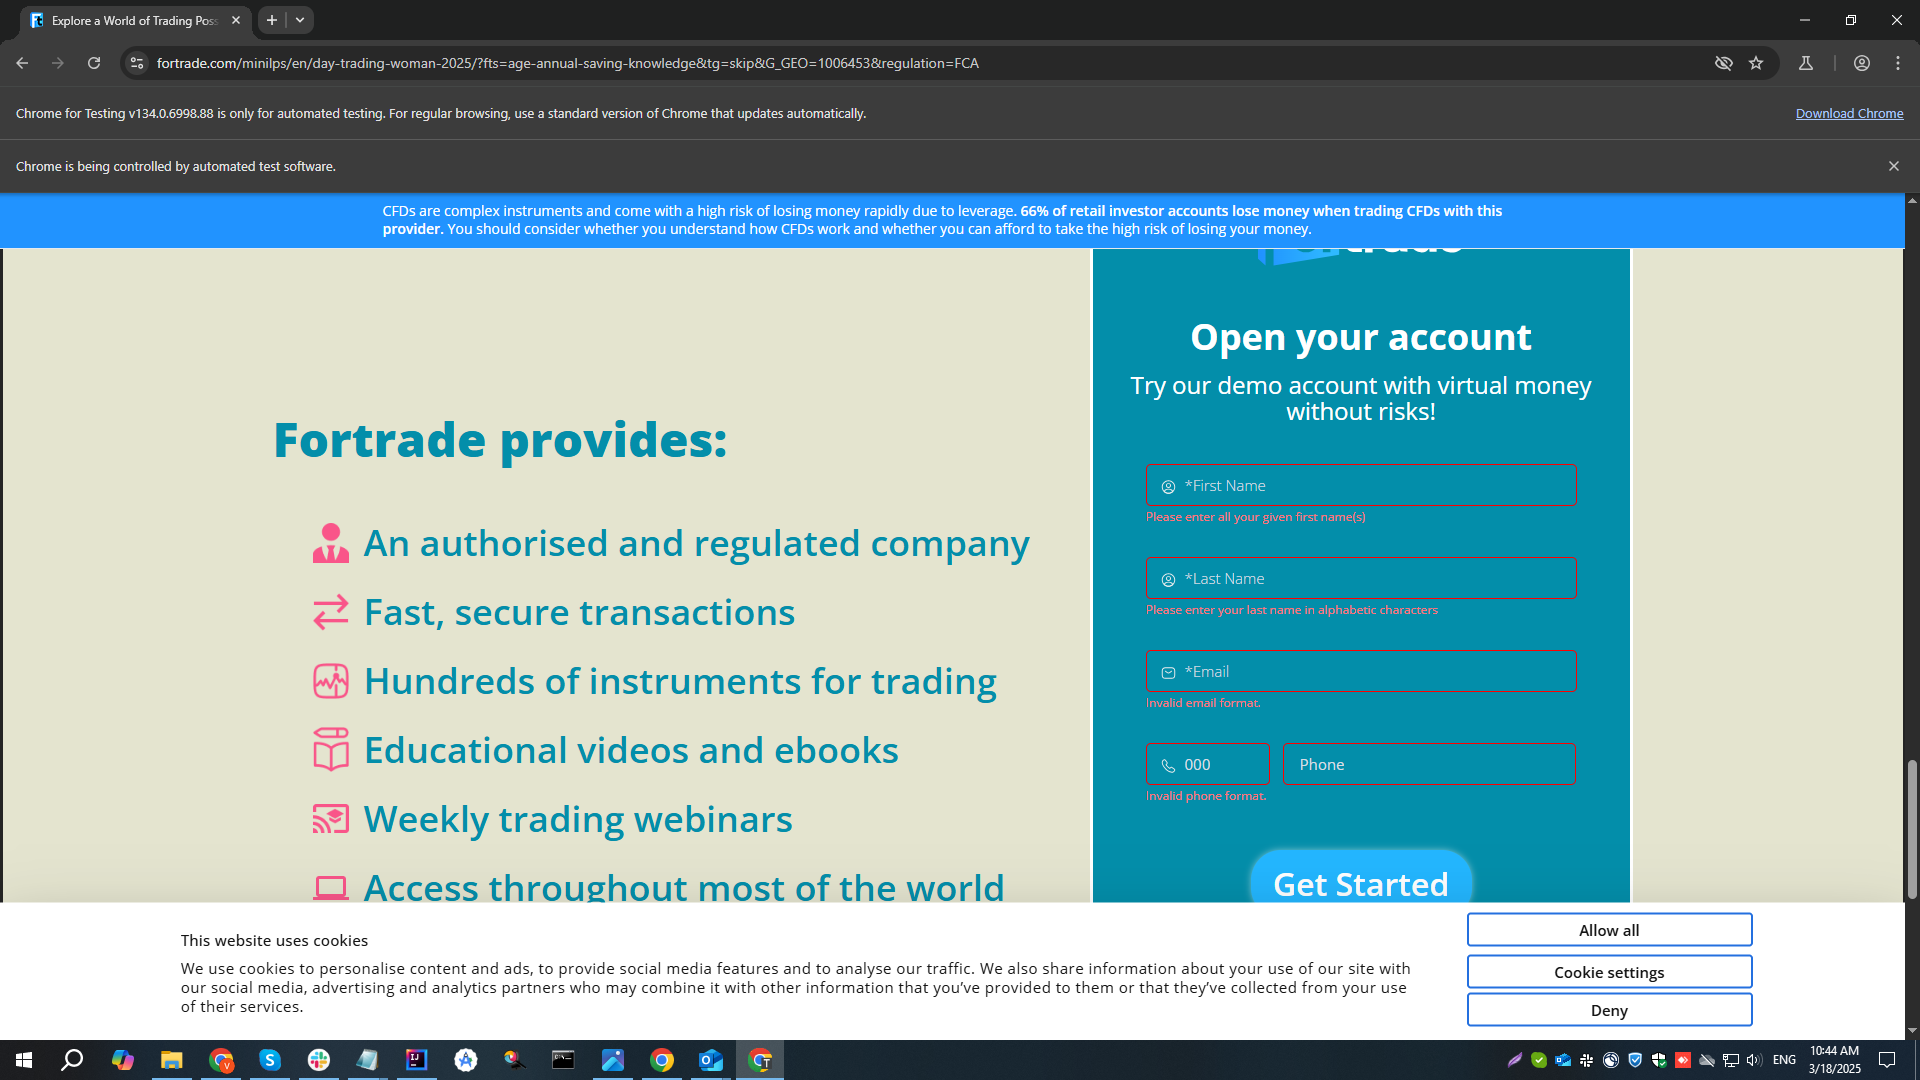 Explore a World of Trading Pos
fortrade.com/minilps/en/day-trading-woman-2025/?fts=age-annual-saving-knowledge&tg=skip&G_GEO=1006453&regulation=FCA
Chrome for Testing v134.0.6998.88 is only for automated testing. For regular browsing, use a standard version of Chrome that updates automatically.
Download Chrome
Chrome is being controlled by automated test software.
CFDs are complex instruments and come with a high risk of losing money rapidly due to leverage. 66% of retail investor accounts lose money when trading CFDs with this
provider. You should consider whether you understand how CFDs work and whether you can afford to take the high risk of losing your money.
Open your account
Try our demo account with virtual money
without risks!
Fortrade provides:
An authorised and regulated company
Fast, secure transactions
Hundreds of instruments for trading
Educational videos and ebooks
Weekly trading webinars
Access throughout most of the world
*First Name
Please enter all your given first name(s)
*Last Name
Please enter your last name in alphabetic characters
*Email
Invalid email format.
000
Phone
Invalid phone format.
Get Started
This website uses cookies
We use cookies to personalise content and ads, to provide social media features and to analyse our traffic. We also share information about your use of our site with
our social media, advertising and analytics partners who may combine it with other information that you've provided to them or that they've collected from your use
of their services.
Allow all
Cookie settings
Deny
ENG
10:44 AM
3/18/2025